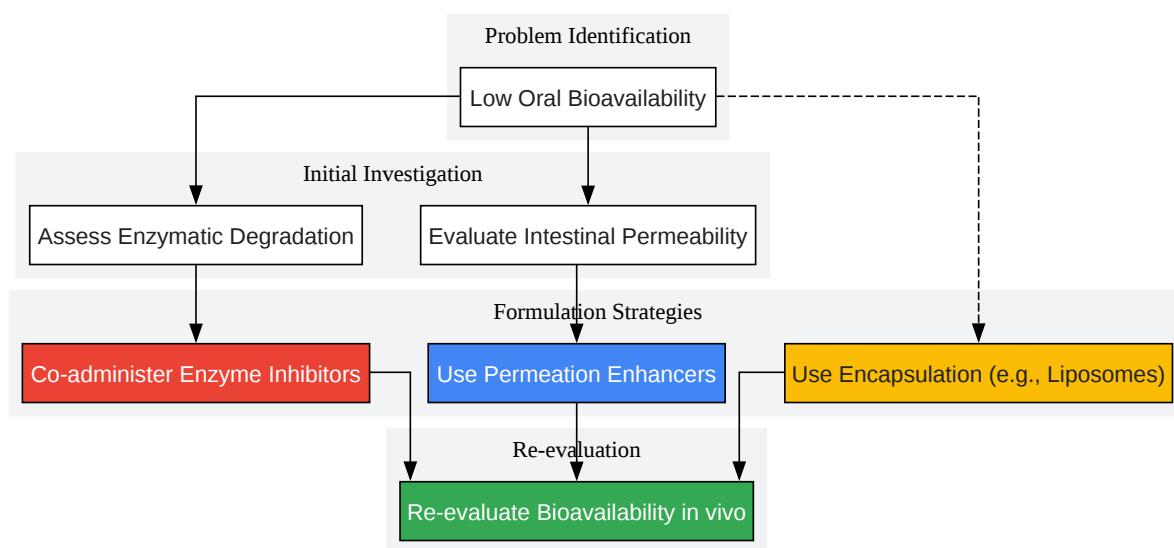 Problem Identification
Low Oral Bioavailability
Initial Investigation
Assess Enzymatic Degradation
Evaluate Intestinal Permeability
Formulation Strategies
Co-administer Enzyme Inhibitors
Use Permeation Enhancers
Use Encapsulation (e.g., Liposomes)
Re-evaluation
Re-evaluate Bioavailability in vivo